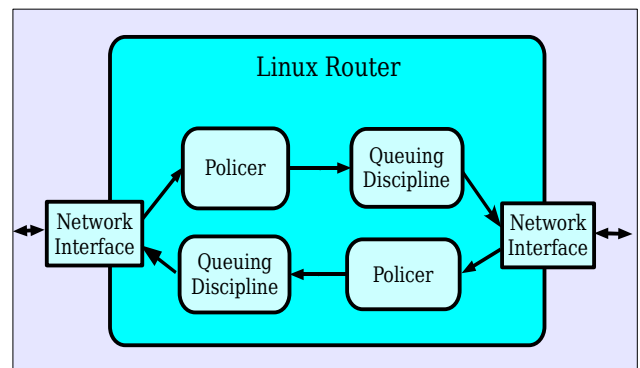 Linux Router
Policer
Queuing
Discipline
Network
Interface
Network
Interface
Queuing
Discipline
Policer